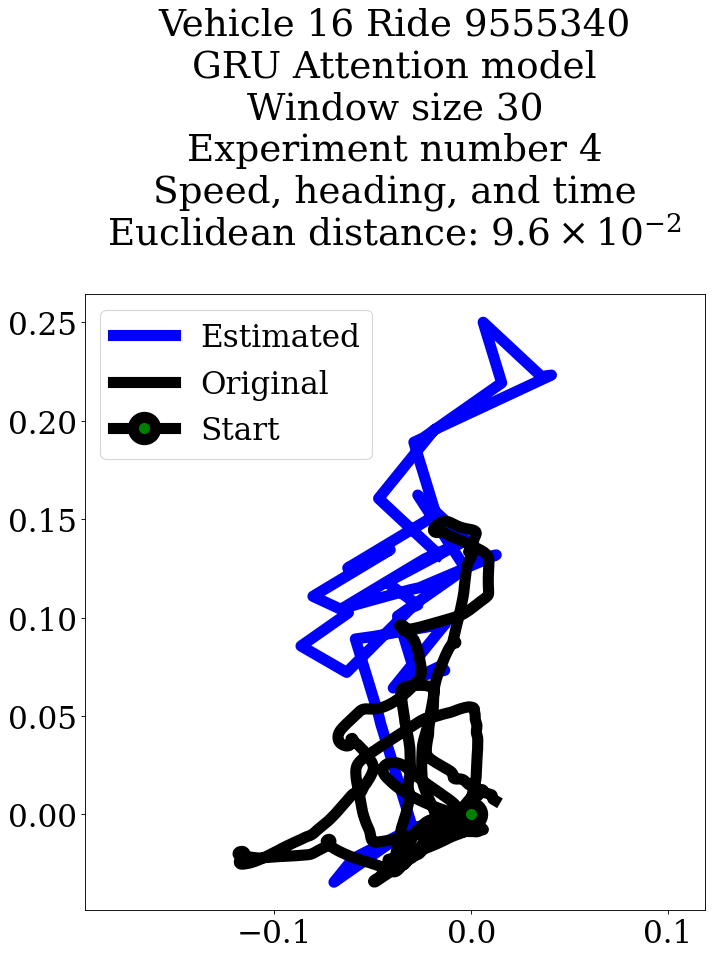 Vehicle 16 Ride 9555340
GRU Attention model
Window size 30
Experiment number 4
Speed, heading, and time
Euclidean distance: 9.6 × 10⁻²
Estimated
Original
Start
0.25
0.20
0.15
0.10
0.05
0.00
−0.1
0.0
0.1